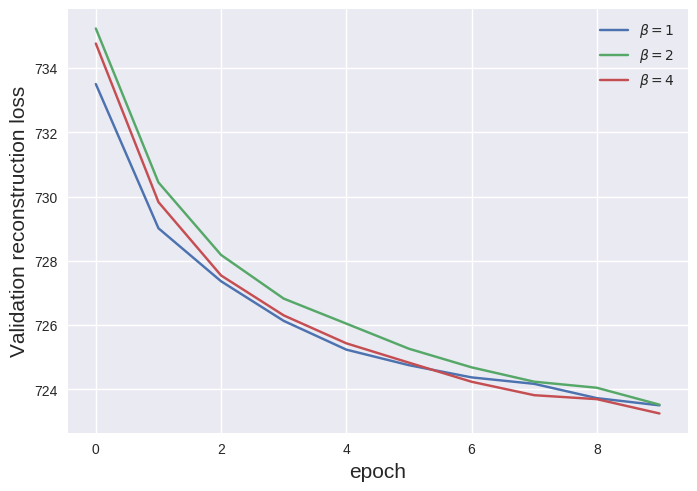 Validation reconstruction loss
734
732
730
728
726
724
0 2 4 6 8
epoch
β = 1
β = 2
β = 4